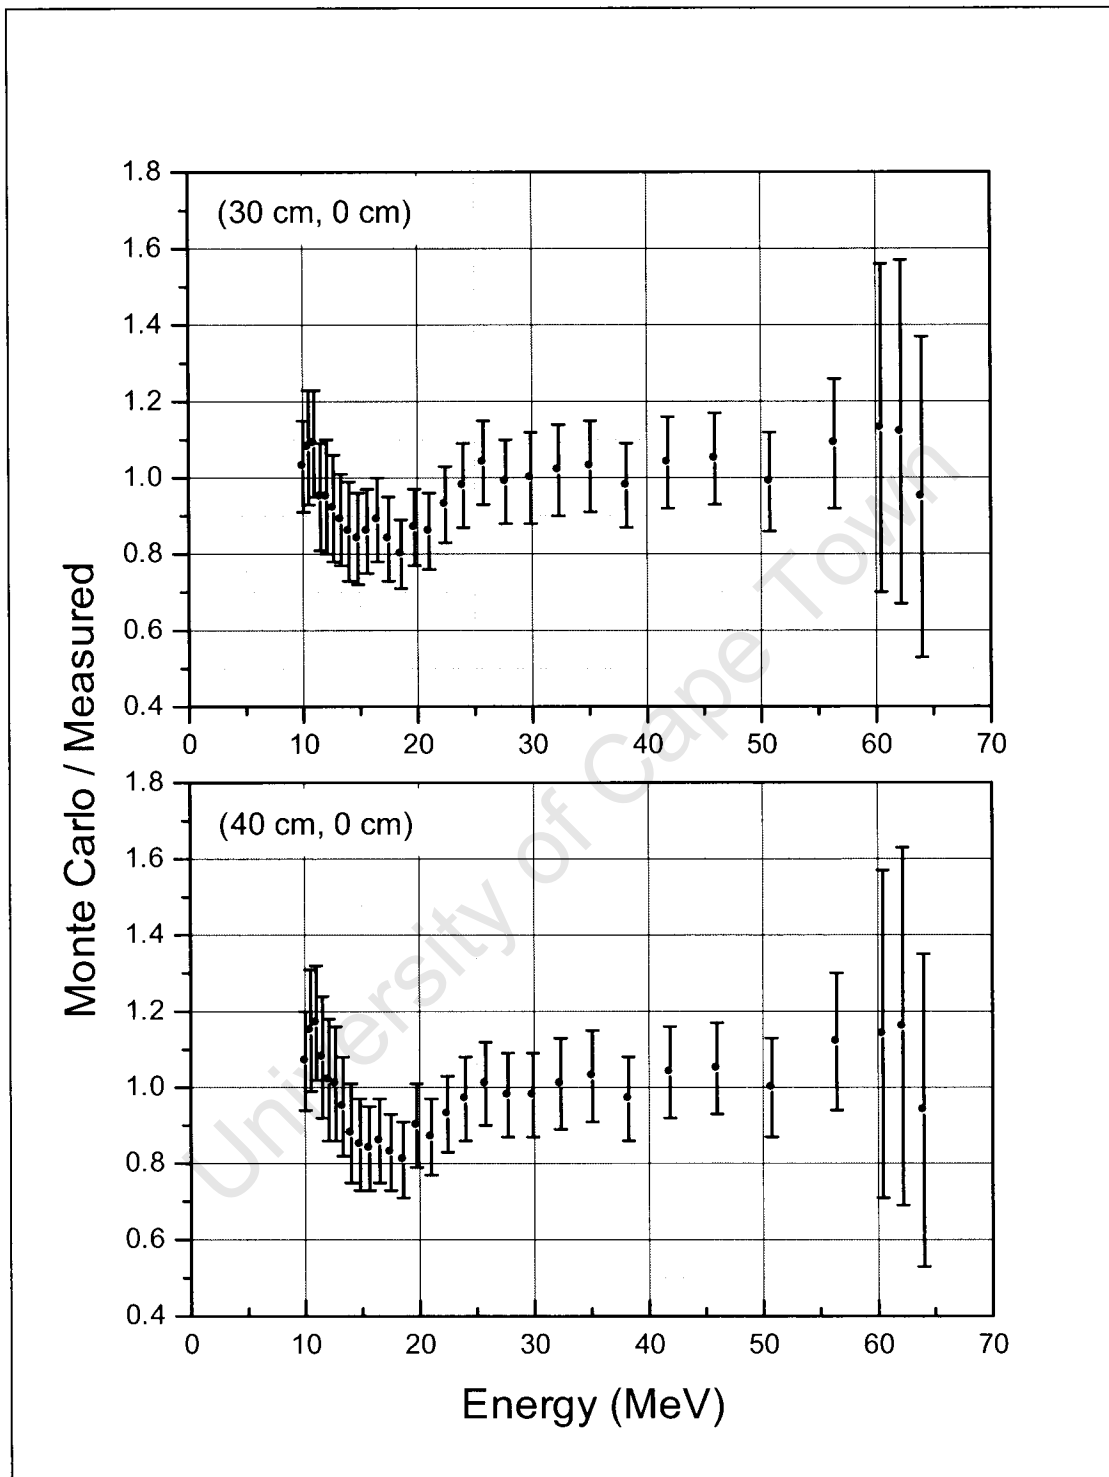 1.8
1.6
1.4
1.2
1.0
0.8
0.6
0.4
(30 cm, 0 cm)
0 10 20 30 40 50 60 70
1.8
1.6
1.4
1.2
1.0
0.8
0.6
0.4
(40 cm, 0 cm)
0 10 20 30 40 50 60 70
Monte Carlo / Measured
Energy (MeV)
University of Cape Town